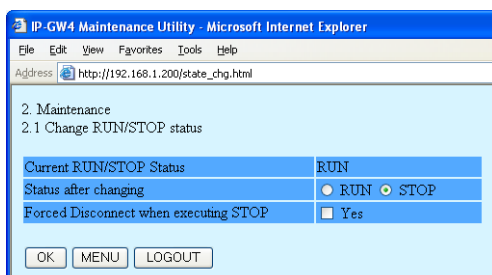 IP-GW4 Maintenance Utility - Microsoft Internet Explorer
File Edit View Favorites Tools Help
Address http://192.168.1.200/state_chg.html
2. Maintenance
2.1 Change RUN/STOP status
Current RUN/STOP Status RUN
Status after changing RUN STOP
Forced Disconnect when executing STOP Yes
OK MENU LOGOUT